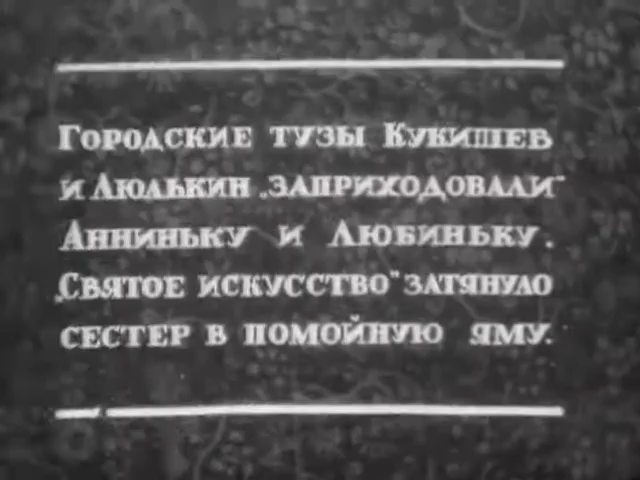 Городские тузы Кукишев
и Люлькин „заприходовали"
Анниньку и Любиньку.
„Святое искусство" затянуло
сестер в помойную яму.